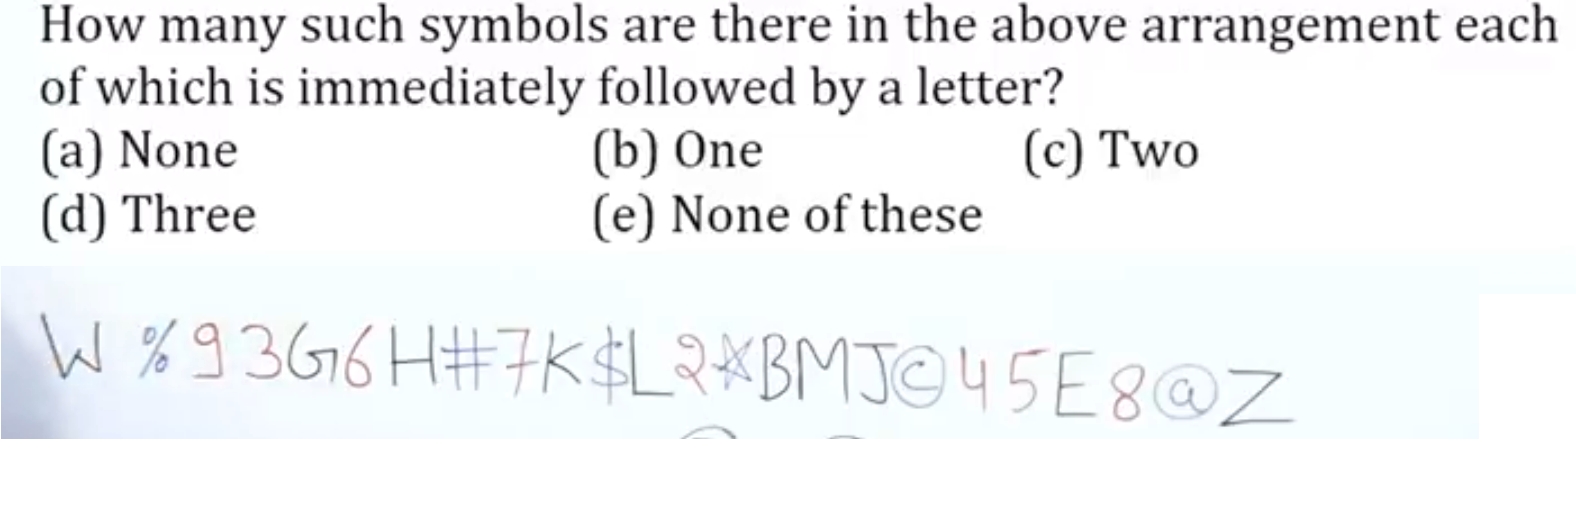 How many such symbols are there in the above arrangement each
of which is immediately followed by a letter?
(a) None (b) One (c) Two
(d) Three (e) None of these
W % 9 3 G 6 H # 7 K $ L 2 * B M J © 4 5 E 8 @ Z